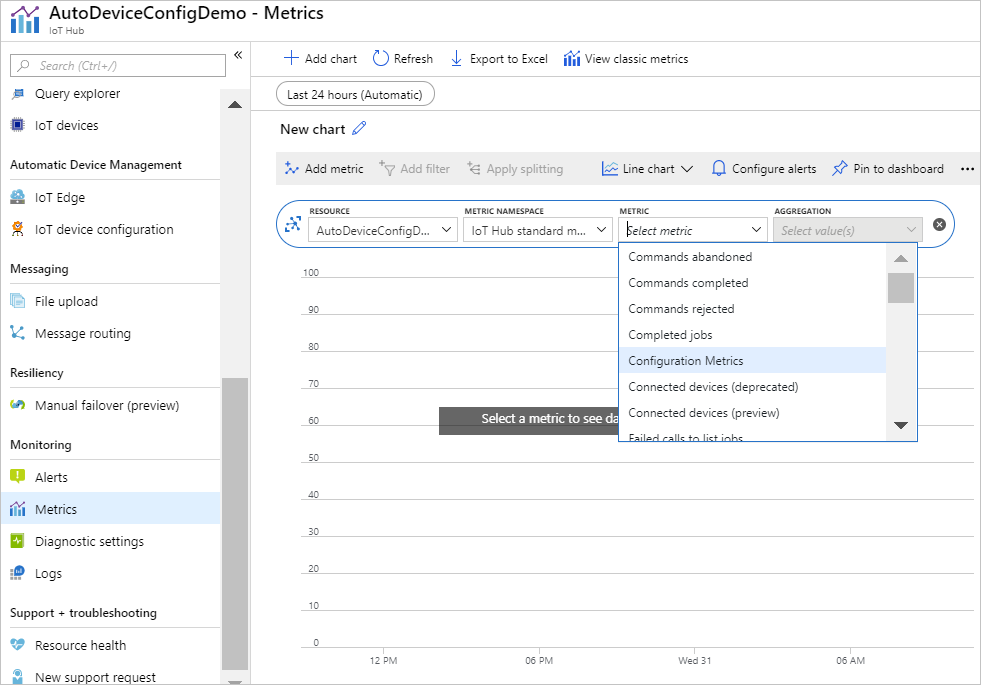 AutoDeviceConfigDemo - Metrics
IoT Hub
Search (Ctrl+/)
«
Query explorer
IoT devices
Automatic Device Management
IoT Edge
IoT device configuration
Messaging
File upload
Message routing
Resiliency
Manual failover (preview)
Monitoring
Alerts
Metrics
Diagnostic settings
Logs
Support + troubleshooting
Resource health
New support request
Add chart Refresh Export to Excel View classic metrics
Last 24 hours (Automatic)
New chart
Add metric Add filter Apply splitting Line chart Configure alerts Pin to dashboard ...
RESOURCE METRIC NAMESPACE METRIC AGGREGATION
AutoDeviceConfigD... IoT Hub standard m... Select metric Select value(s)
Commands abandoned
Commands completed
Commands rejected
Completed jobs
Configuration Metrics
Connected devices (deprecated)
Connected devices (preview)
Failed calls to list jobs
Select a metric to see da
100
90
80
70
60
50
40
30
20
10
0
12 PM 06 PM Wed 31 06 AM